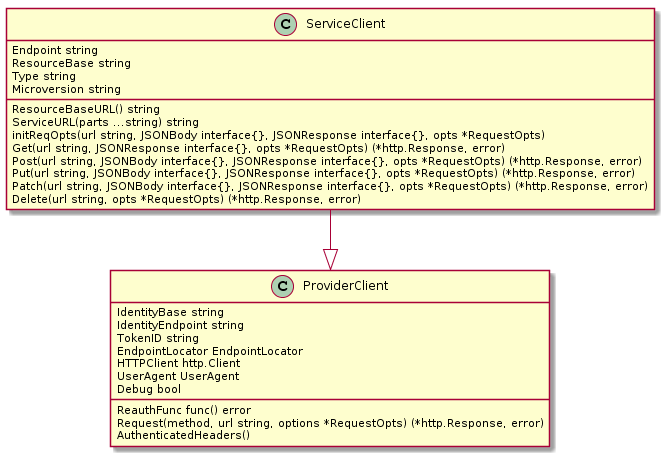 C ServiceClient
Endpoint string
ResourceBase string
Type string
Microversion string
ResourceBaseURL() string
ServiceURL(parts ...string) string
initReqOpts(url string, JSONBody interface{}, JSONResponse interface{}, opts *RequestOpts)
Get(url string, JSONResponse interface{}, opts *RequestOpts) (*http.Response, error)
Post(url string, JSONBody interface{}, JSONResponse interface{}, opts *RequestOpts) (*http.Response, error)
Put(url string, JSONBody interface{}, JSONResponse interface{}, opts *RequestOpts) (*http.Response, error)
Patch(url string, JSONBody interface{}, JSONResponse interface{}, opts *RequestOpts) (*http.Response, error)
Delete(url string, opts *RequestOpts) (*http.Response, error)
C ProviderClient
IdentityBase string
IdentityEndpoint string
TokenID string
EndpointLocator EndpointLocator
HTTPClient http.Client
UserAgent UserAgent
Debug bool
ReauthFunc func() error
Request(method, url string, options *RequestOpts) (*http.Response, error)
AuthenticatedHeaders()